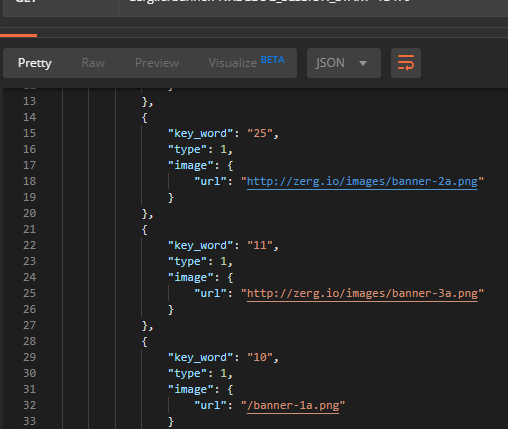 Pretty Raw Preview Visualize BETA JSON
13 },
14 {
15 "key_word": "25",
16 "type": 1,
17 "image": {
18 "url": "http://zerg.io/images/banner-2a.png"
19 }
20 },
21 {
22 "key_word": "11",
23 "type": 1,
24 "image": {
25 "url": "http://zerg.io/images/banner-3a.png"
26 }
27 },
28 {
29 "key_word": "10",
30 "type": 1,
31 "image": {
32 "url": "/banner-1a.png"
33 }